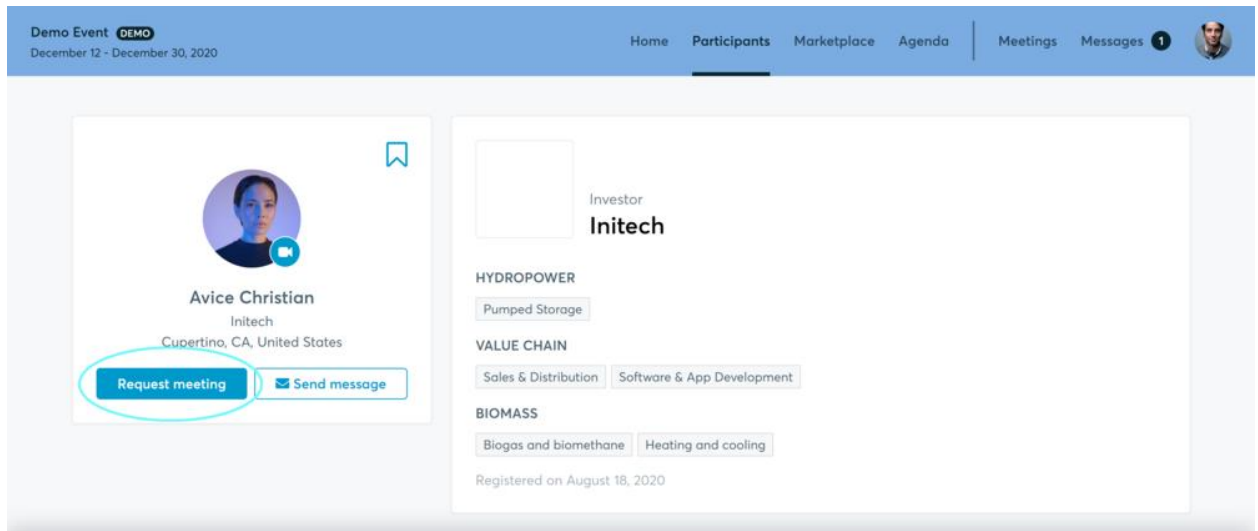 Demo Event DEMO
December 12 - December 30, 2020
Home Participants Marketplace Agenda Meetings Messages 1
Avice Christian
Initech
Cupertino, CA, United States
Request meeting Send message
Investor
Initech
HYDROPOWER
Pumped Storage
VALUE CHAIN
Sales & Distribution Software & App Development
BIOMASS
Biogas and biomethane Heating and cooling
Registered on August 18, 2020